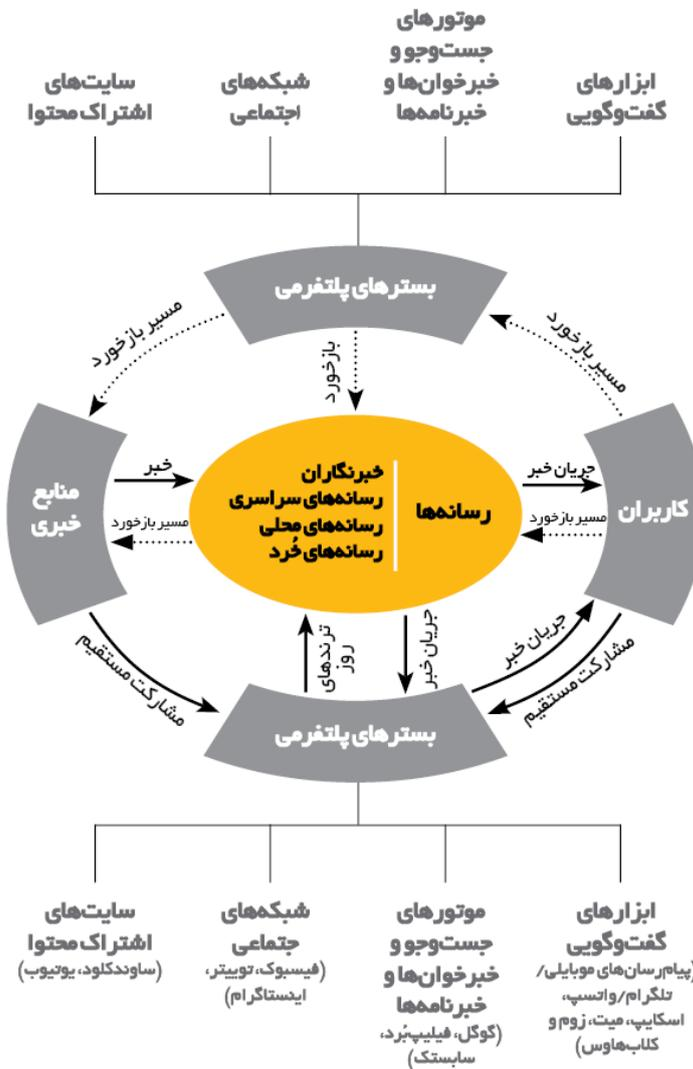 ابزارهای
گفت‌وگویی
موتورهای
جست‌وجو و
خبرخوان‌ها و
خبرنامه‌ها
شبکه‌های
اجتماعی
سایت‌های
اشتراک محتوا
بسترهای پلتفرمی
مسیر بازخورد
بازخورد
مسیر بازخورد
کاربران
جریان خبر
مسیر بازخورد
رسانه‌ها
خبرنگاران
رسانه‌های سراسری
رسانه‌های محلی
رسانه‌های خُرد
خبر
مسیر بازخورد
منابع
خبری
جریان خبر
مشارکت مستقیم
جریان خبر
ترندهای
روز
مشارکت مستقیم
بسترهای پلتفرمی
ابزارهای
گفت‌وگویی
(پیام‌رسان‌های موبایلی/
تلگرام/واتسپ،
اسکایپ، میت، زوم و
کلاب‌هاوس)
موتورهای
جست‌وجو و
خبرخوان‌ها و
خبرنامه‌ها
(گوگل، فیلیپ‌بُرد،
سابستک)
شبکه‌های
جتماعی
(فیسبوک، توییتر،
اینستاگرام)
سایت‌های
اشتراک محتوا
(ساوندکلود، یوتیوب)